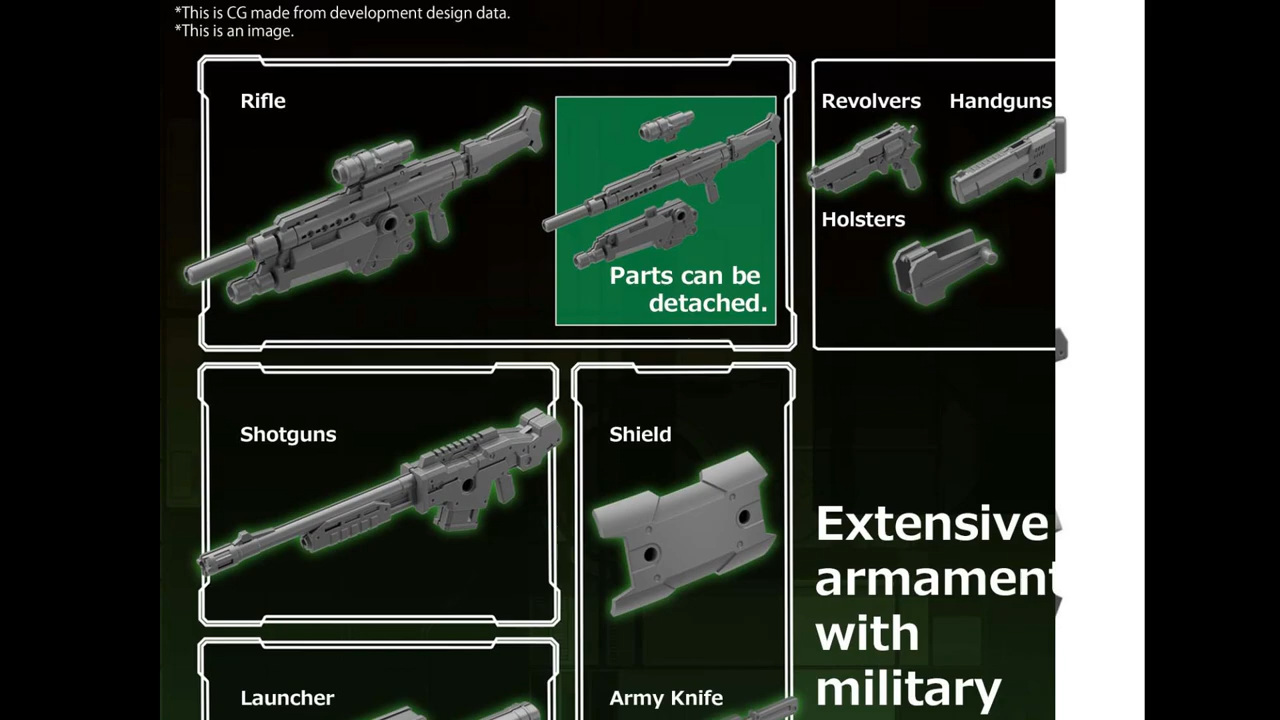 *This is CG made from development design data.
*This is an image.
Rifle
Parts can be
detached.
Revolvers
Handguns
Holsters
Shotguns
Shield
Extensive
armament
with
military
Launcher
Army Knife